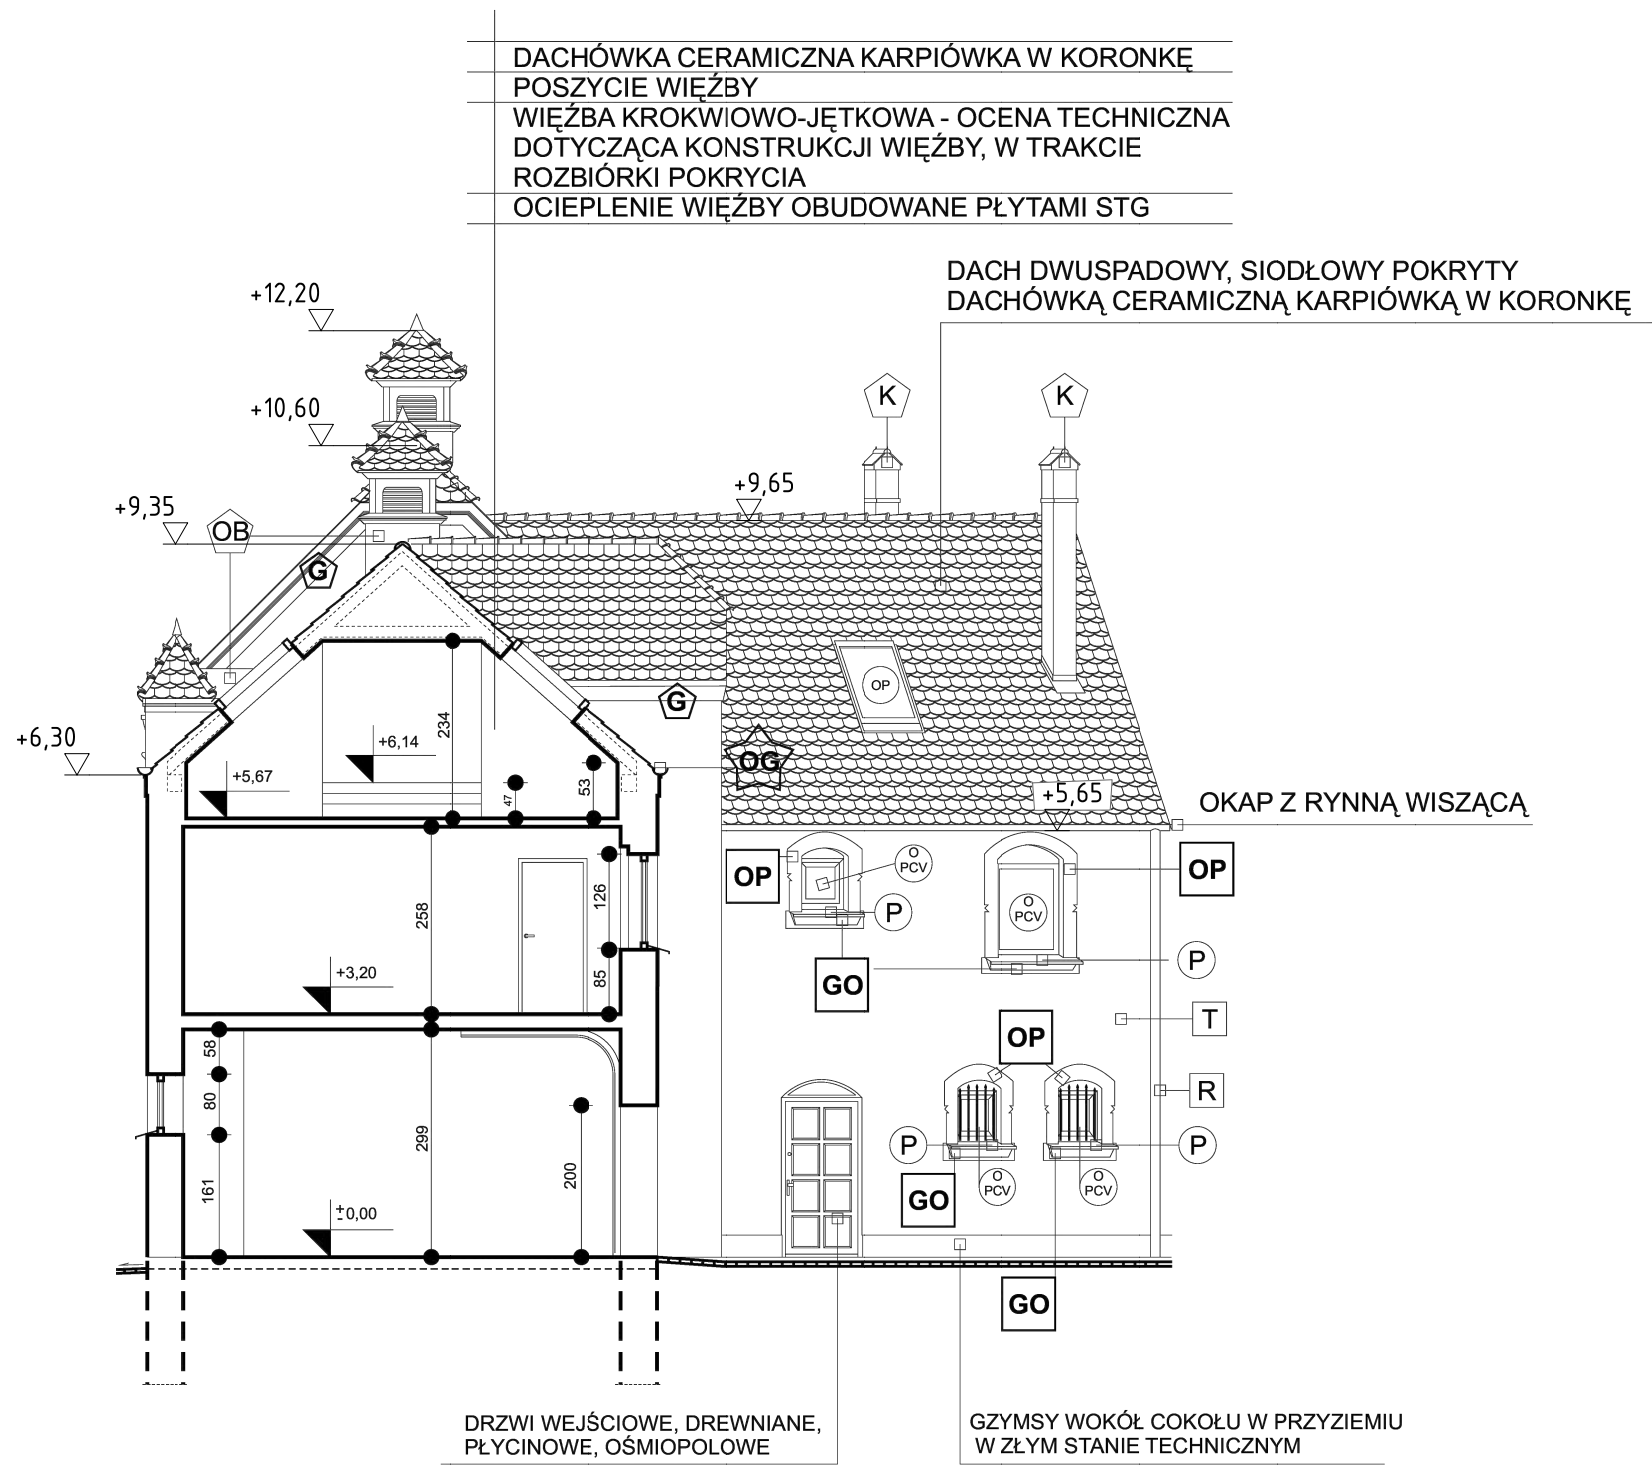 DACHÓWKA CERAMICZNA KARPIÓWKA W KORONKĘ
POSZYCIE WIĘŹBY
WIĘŹBA KROKWIOWO-JĘTKOWA - OCENA TECHNICZNA
DOTYCZĄCA KONSTRUKCJI WIĘŹBY, W TRAKCIE
ROZBIÓRKI POKRYCIA
OCIEPLENIE WIĘŹBY OBUDOWANE PŁYTAMI STG
DACH DWUSPADOWY, SIODŁOWY POKRYTY
DACHÓWKĄ CERAMICZNĄ KARPIÓWKĄ W KORONKĘ
+12,20
K
K
+10,60
+9,65
+9,35
OB
G
OP
G
234
+6,14
+6,30
OG
+5,67
53
47
+5,65
OKAP Z RYNNĄ WISZĄCĄ
OP
O
PCV
OP
126
258
P
O
PCV
P
+3,20
85
GO
T
OP
58
R
80
299
P
P
200
161
O
PCV
O
PCV
GO
+
- 0,00
GO
DRZWI WEJŚCIOWE, DREWNIANE,
PŁYCINOWE, OŚMIOPOLOWE
GZYMSY WOKÓŁ COKOŁU W PRZYZIEMIU
W ZŁYM STANIE TECHNICZNYM